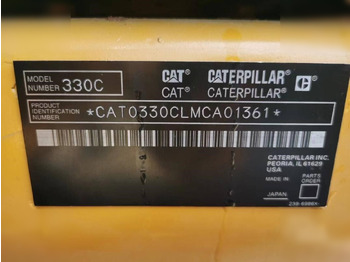 MODEL NUMBER 330C
CAT CATERPILLAR C
CAT CATERPILLAR
PRODUCT IDENTIFICATION NUMBER
*CAT0330CLMCA01361*
CATERPILLAR INC.
PEORIA, IL 61629
USA
MADE IN
PARTS ORDER
JAPAN